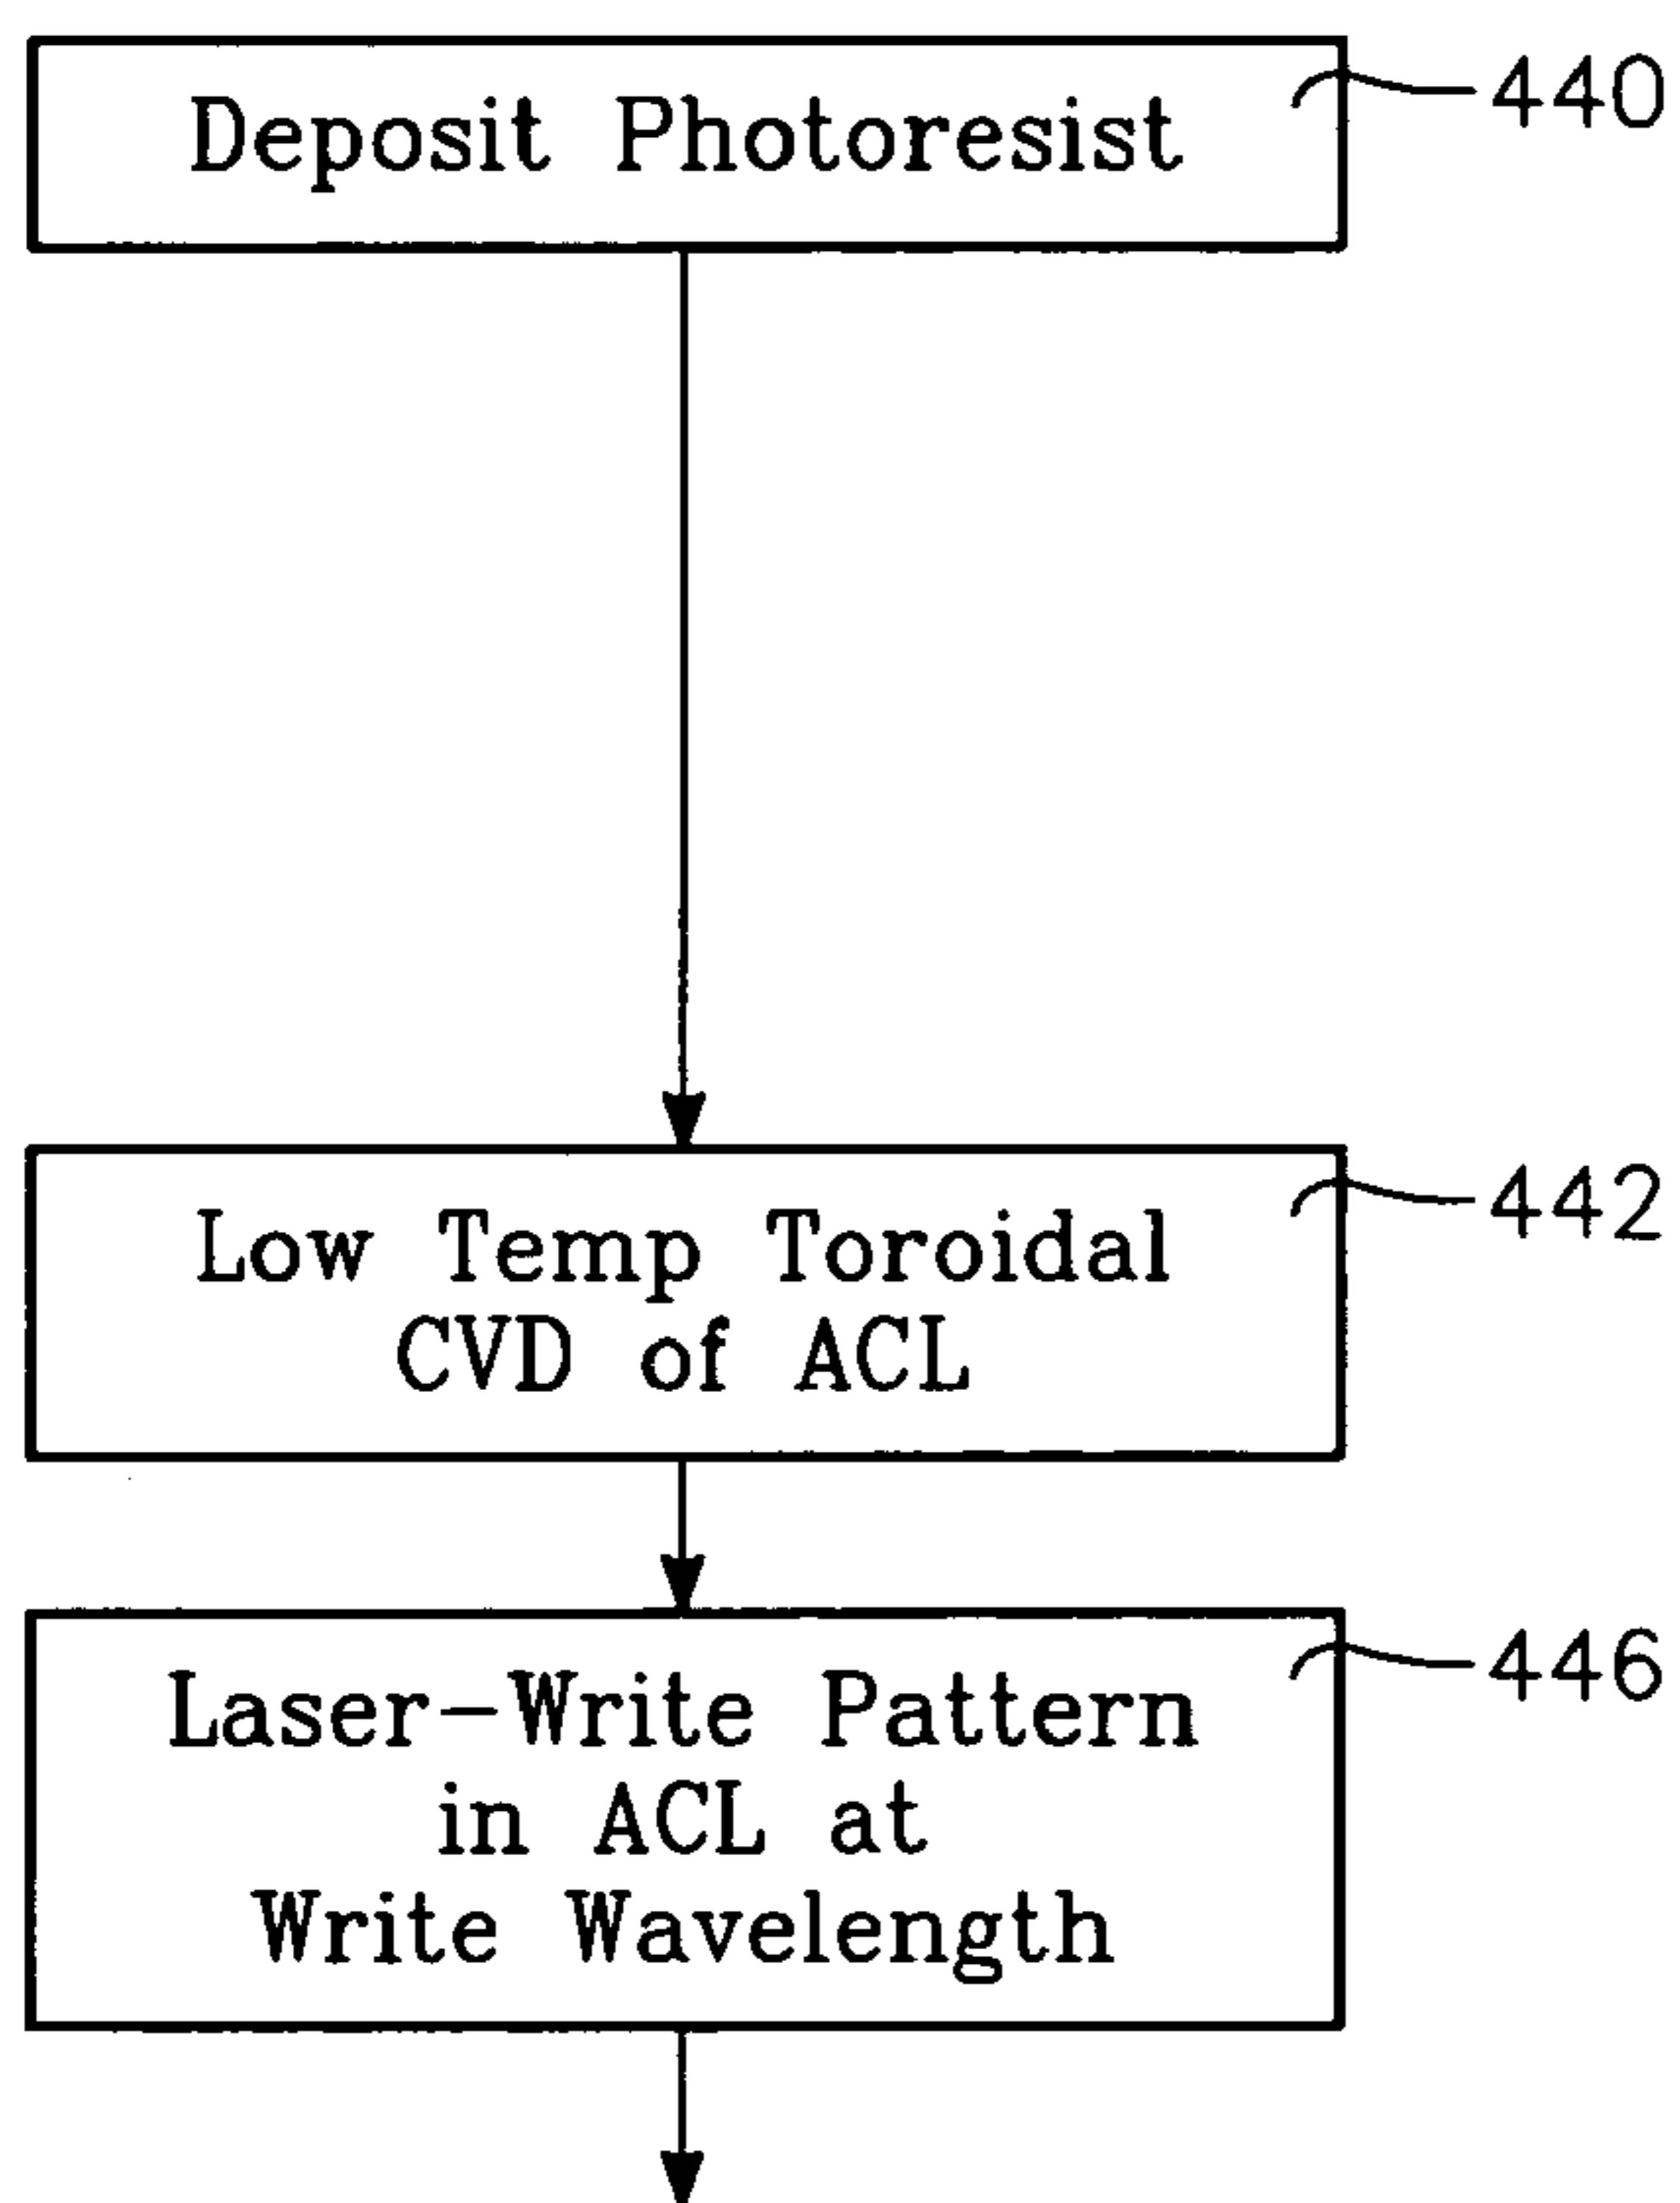 Deposit Photoresist
440
Low Temp Toroidal
CVD of ACL
442
Laser-Write Pattern
in ACL at
Write Wavelength
446